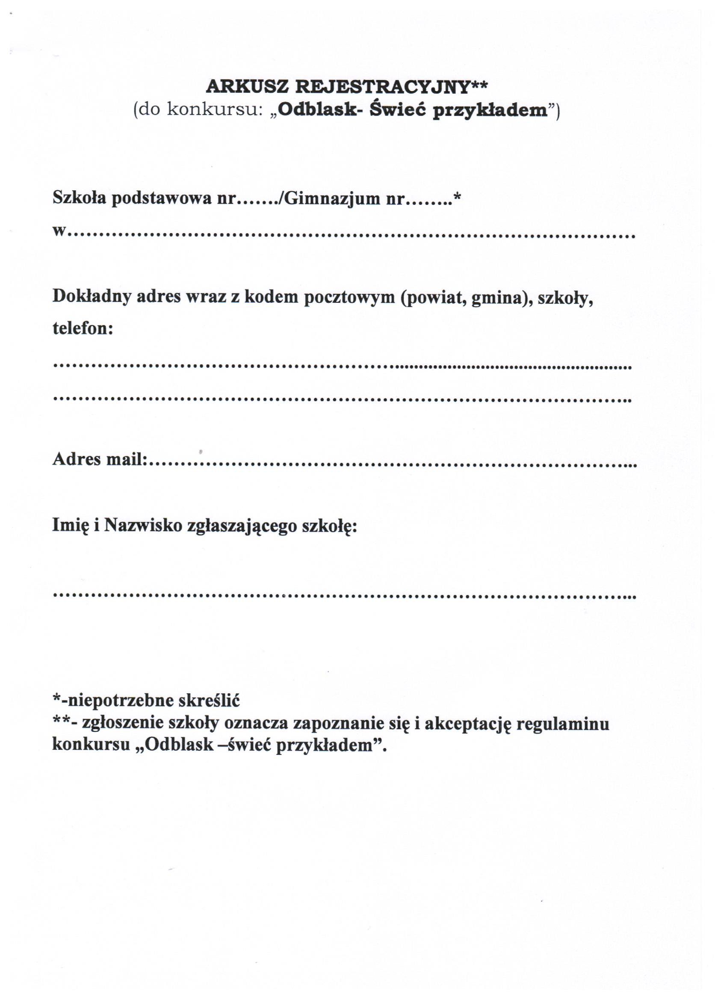 ARKUSZ REJESTRACYJNY**
(do konkursu: „Odblask- Świeć przykładem”)
Szkoła podstawowa nr……./Gimnazjum nr……..*
w……………………………………………………………………………
Dokładny adres wraz z kodem pocztowym (powiat, gmina), szkoły,
telefon:
………………………………………………......................................................
……………………………………………………………………………..
Adres mail:…………………………………………………………………...
Imię i Nazwisko zgłaszającego szkołę:
………………………………………………………………………………...
*-niepotrzebne skreślić
**- zgłoszenie szkoły oznacza zapoznanie się i akceptację regulaminu
konkursu „Odblask –świeć przykładem”.